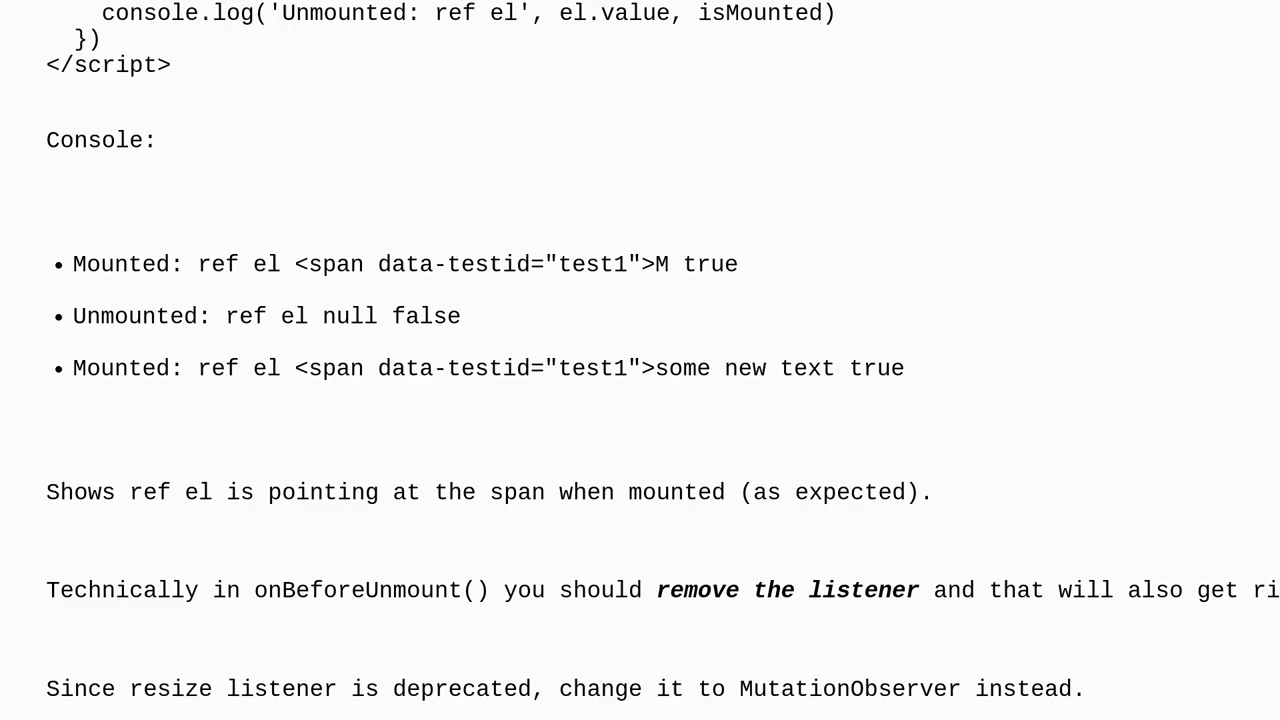 console.log('Unmounted: ref el', el.value, isMounted)
})
</script>
Console:
• Mounted: ref el <span data-testid="test1">M true
• Unmounted: ref el null false
• Mounted: ref el <span data-testid="test1">some new text true
Shows ref el is pointing at the span when mounted (as expected).
Technically in onBeforeUnmount() you should remove the listener and that will also get ri
Since resize listener is deprecated, change it to MutationObserver instead.